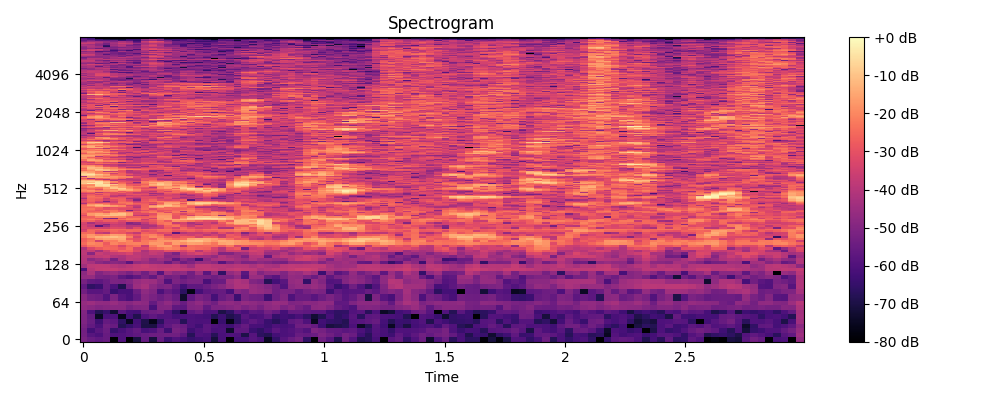 Spectrogram
+0 dB
4096
-10 dB
2048
-20 dB
1024
-30 dB
Hz
512
-40 dB
256
-50 dB
128
-60 dB
64
-70 dB
0
-80 dB
0 0.5 1 1.5 2 2.5
Time